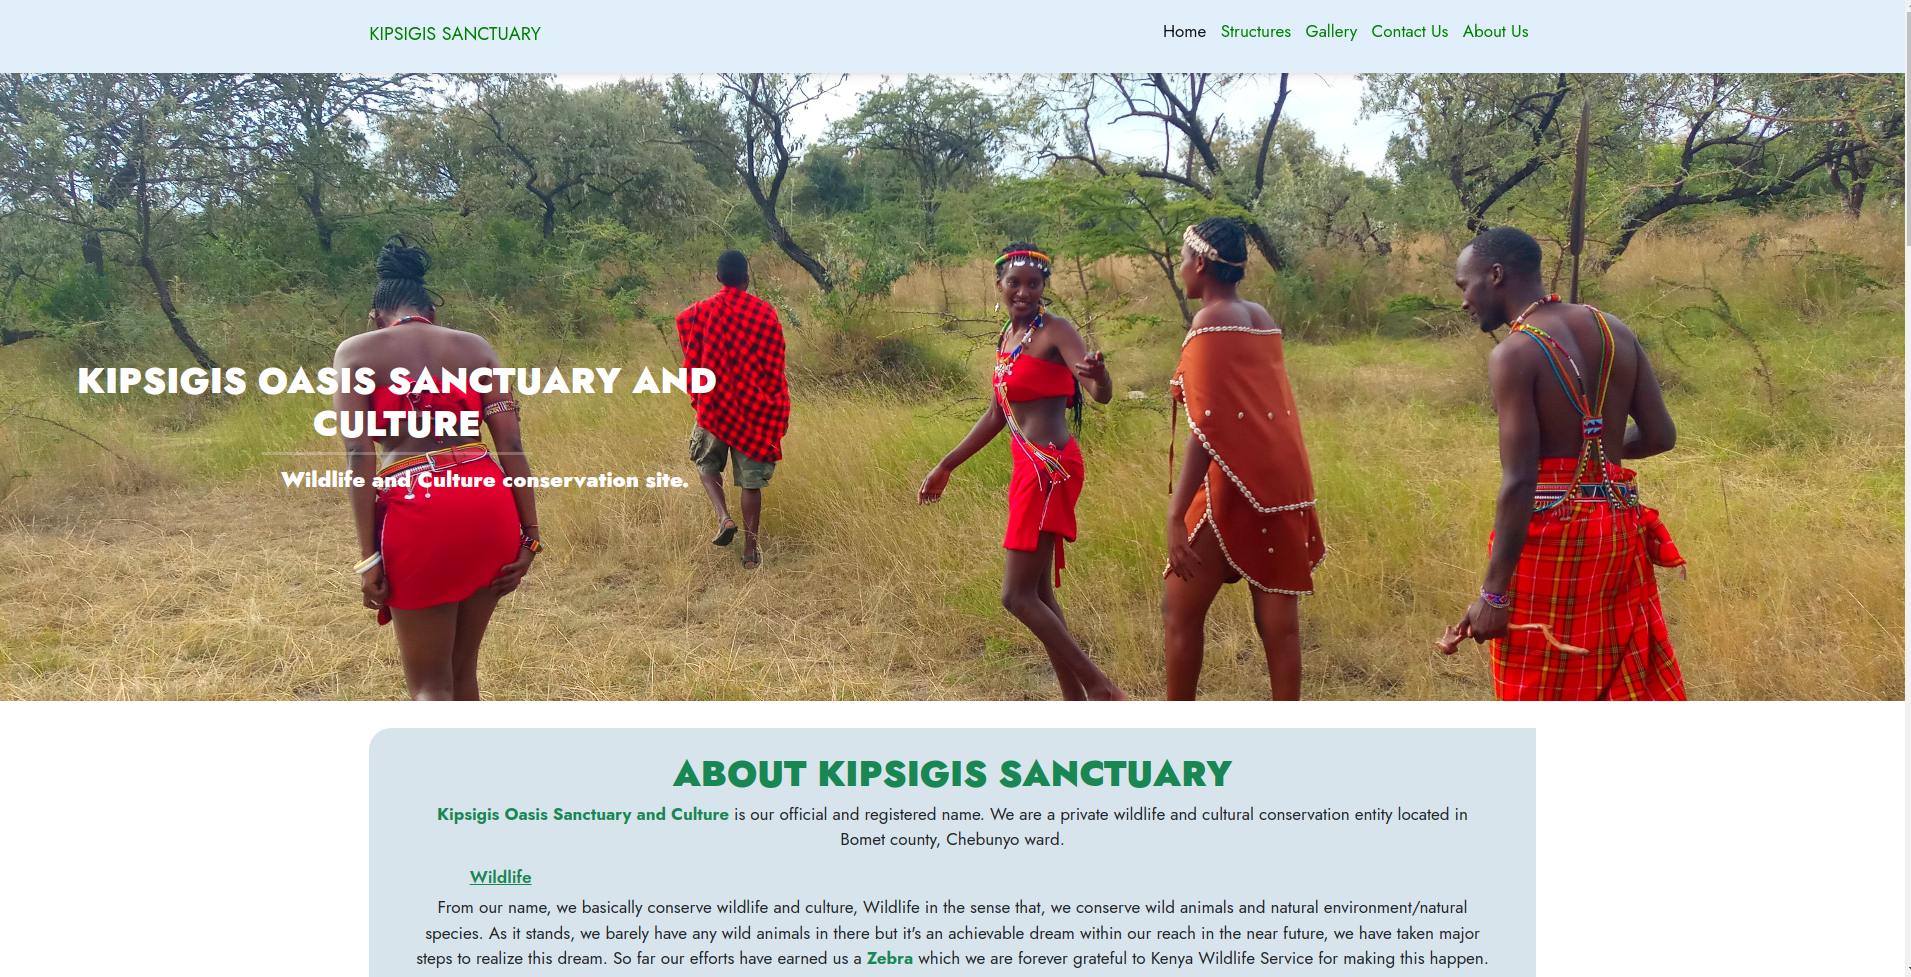 KIPSIGIS SANCTUARY
Home Structures Gallery Contact Us About Us
KIPSIGIS OASIS SANCTUARY AND
CULTURE
Wildlife and Culture conservation site.
ABOUT KIPSIGIS SANCTUARY
Kipsigis Oasis Sanctuary and Culture is our official and registered name. We are a private wildlife and cultural conservation entity located in
Bomet county, Chebunyo ward.
Wildlife
From our name, we basically conserve wildlife and culture, Wildlife in the sense that, we conserve wild animals and natural environment/natural
species. As it stands, we barely have any wild animals in there but it's an achievable dream within our reach in the near future, we have taken major
steps to realize this dream. So far our efforts have earned us a Zebra which we are forever grateful to Kenya Wildlife Service for making this happen.